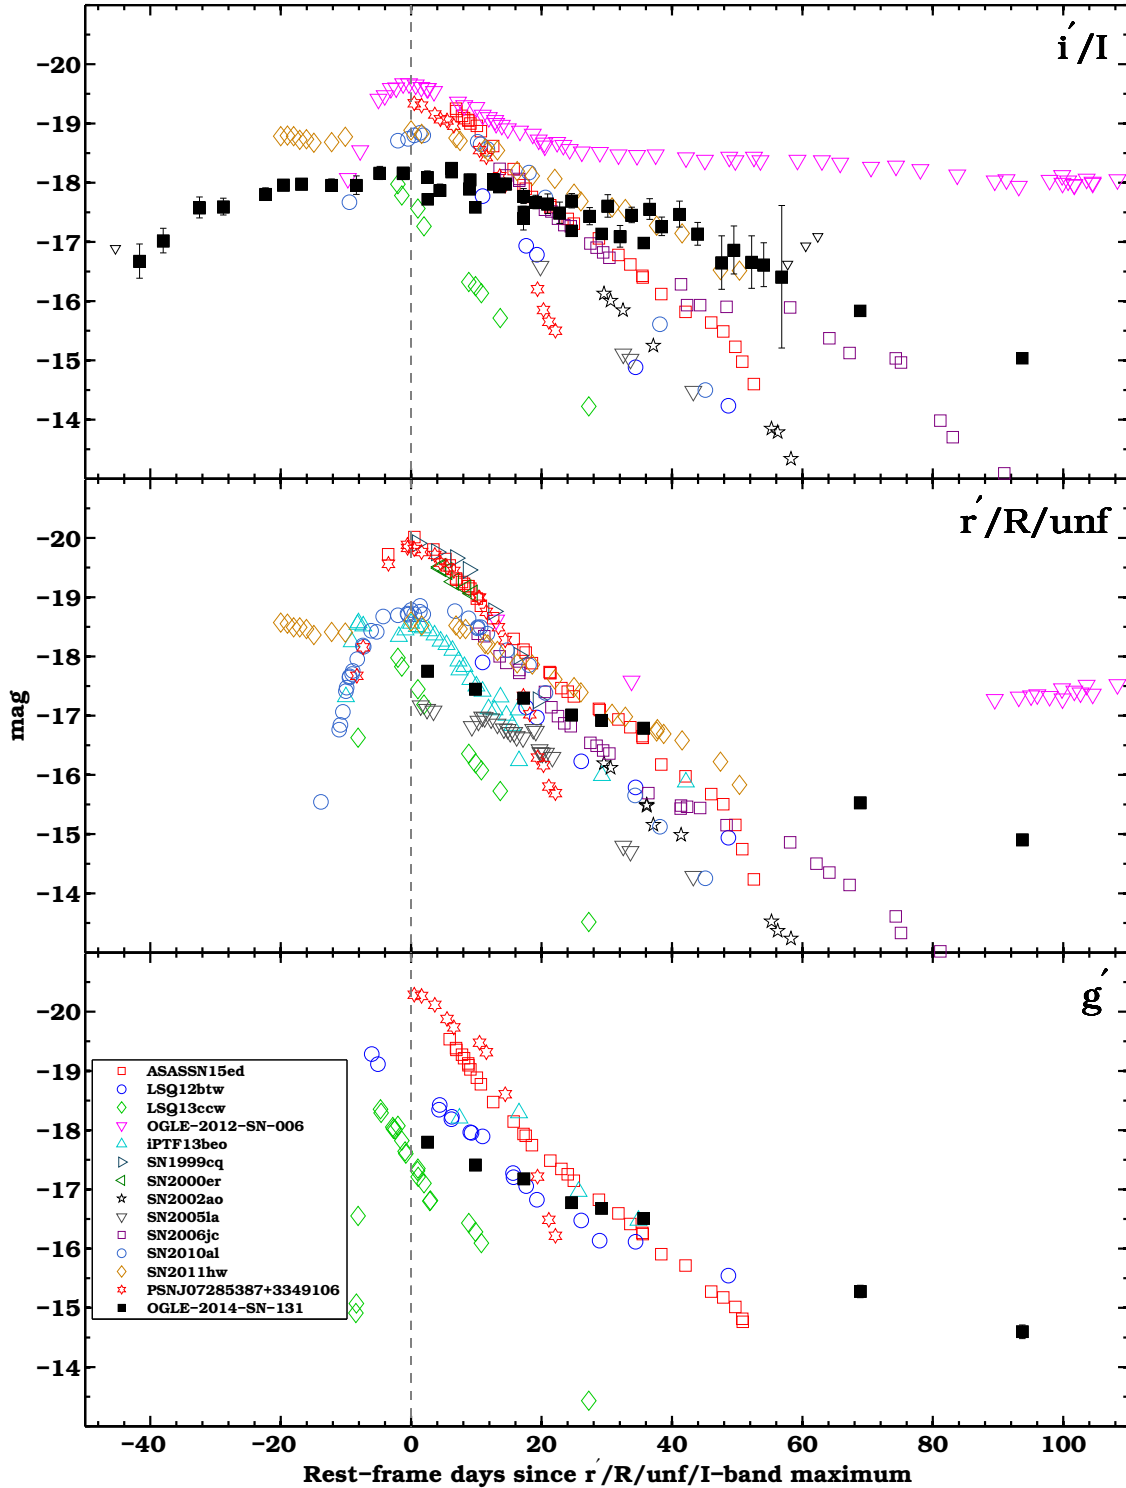 i′/I
−20
−19
−18
−17
−16
−15
−14
r′/R/unf
−20
−19
−18
−17
−16
−15
−14
mag
g′
−20
−19
−18
−17
−16
−15
−14
ASASSN15ed
LSQ12btw
LSQ13ccw
OGLE−2012−SN−006
iPTF13beo
SN1999cq
SN2000er
SN2002ao
SN2005la
SN2006jc
SN2010al
SN2011hw
PSNJ07285387+3349106
OGLE−2014−SN−131
−40 −20 0 20 40 60 80 100
Rest−frame days since r′/R/unf/I−band maximum